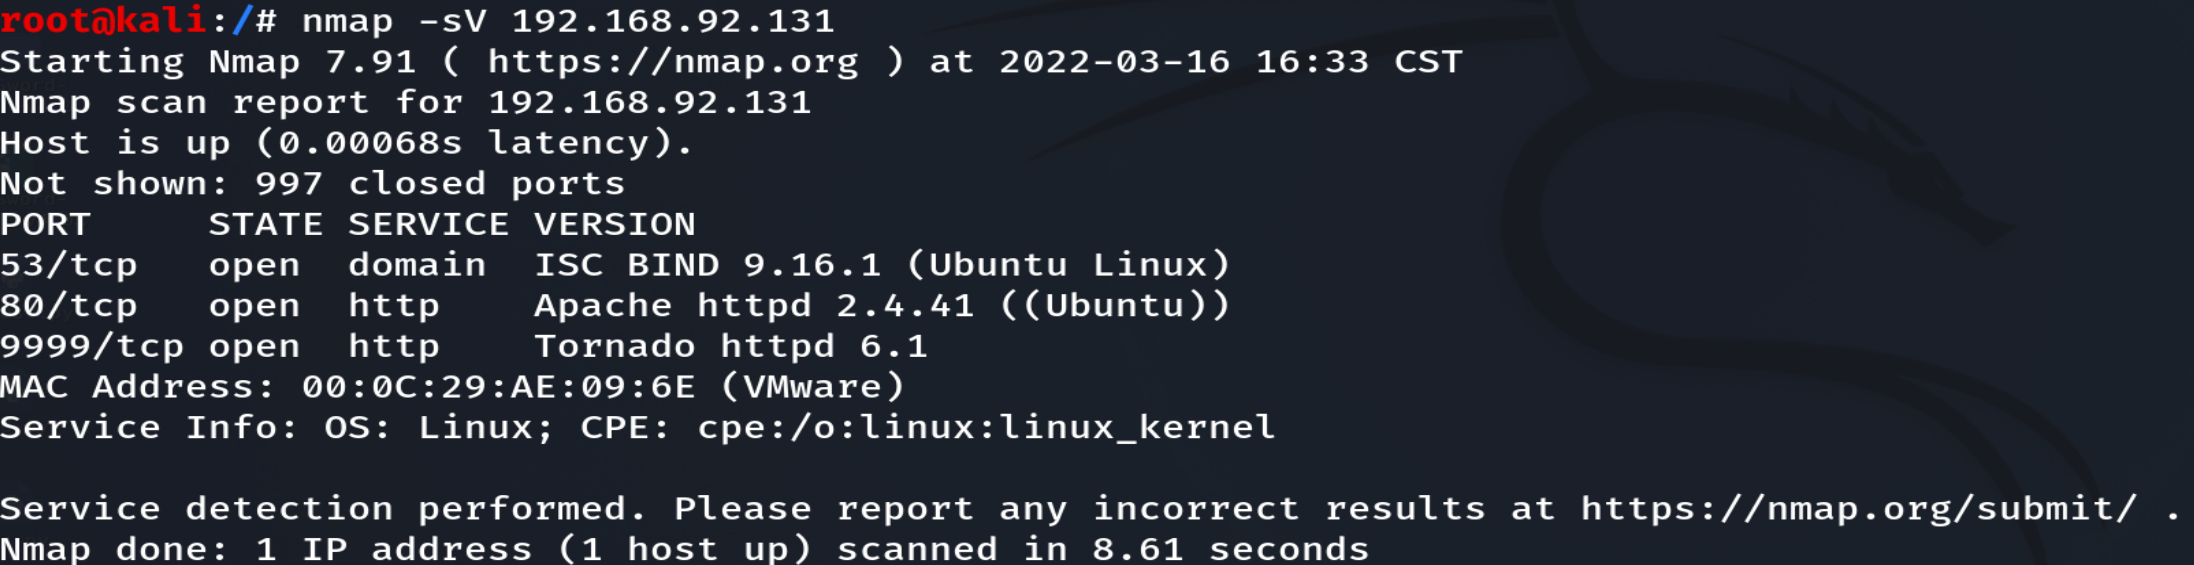 root@kali:/# nmap -sV 192.168.92.131
Starting Nmap 7.91 ( https://nmap.org ) at 2022-03-16 16:33 CST
Nmap scan report for 192.168.92.131
Host is up (0.00068s latency).
Not shown: 997 closed ports
PORT     STATE SERVICE VERSION
53/tcp   open  domain  ISC BIND 9.16.1 (Ubuntu Linux)
80/tcp   open  http    Apache httpd 2.4.41 ((Ubuntu))
9999/tcp open  http    Tornado httpd 6.1
MAC Address: 00:0C:29:AE:09:6E (VMware)
Service Info: OS: Linux; CPE: cpe:/o:linux:linux_kernel

Service detection performed. Please report any incorrect results at https://nmap.org/submit/ .
Nmap done: 1 IP address (1 host up) scanned in 8.61 seconds